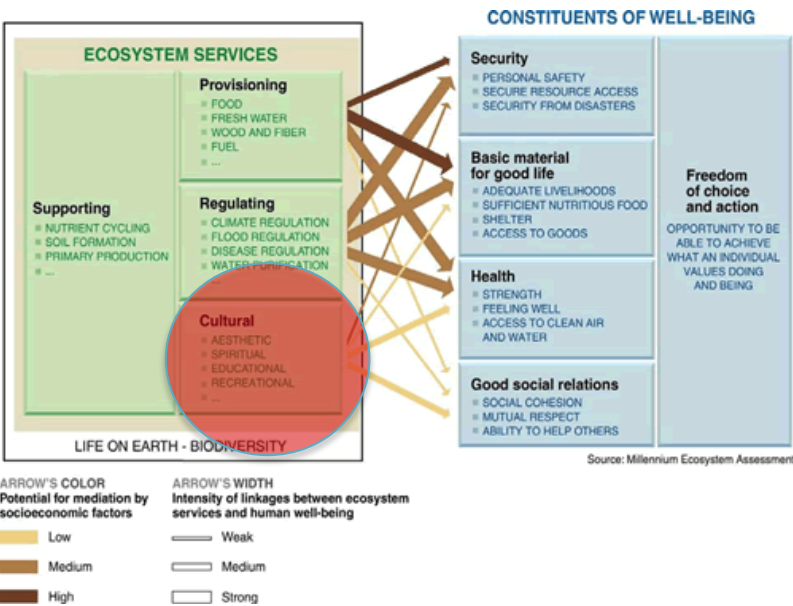 CONSTITUENTS OF WELL-BEING
ECOSYSTEM SERVICES
Provisioning
FOOD
FRESH WATER
WOOD AND FIBER
FUEL
...
Supporting
NUTRIENT CYCLING
SOIL FORMATION
PRIMARY PRODUCTION
...
Regulating
CLIMATE REGULATION
FLOOD REGULATION
DISEASE REGULATION
WATER PURIFICATION
...
Cultural
AESTHETIC
SPIRITUAL
EDUCATIONAL
RECREATIONAL
...
LIFE ON EARTH - BIODIVERSITY
Security
PERSONAL SAFETY
SECURE RESOURCE ACCESS
SECURITY FROM DISASTERS
Basic material
for good life
ADEQUATE LIVELIHOODS
SUFFICIENT NUTRITIOUS FOOD
SHELTER
ACCESS TO GOODS
Health
STRENGTH
FEELING WELL
ACCESS TO CLEAN AIR
AND WATER
Good social relations
SOCIAL COHESION
MUTUAL RESPECT
ABILITY TO HELP OTHERS
Freedom
of choice
and action
OPPORTUNITY TO BE
ABLE TO ACHIEVE
WHAT AN INDIVIDUAL
VALUES DOING
AND BEING
Source: Millennium Ecosystem Assessment
ARROW'S COLOR
Potential for mediation by
socioeconomic factors
Low
Medium
High
ARROW'S WIDTH
Intensity of linkages between ecosystem
services and human well-being
Weak
Medium
Strong